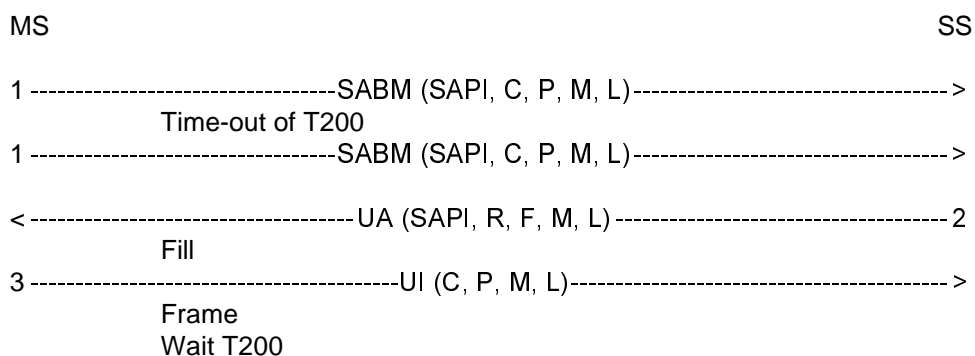 MS SS
1 --------------------------------SABM (SAPI, C, P, M, L)--------------------------------->
Time-out of T200
1 --------------------------------SABM (SAPI, C, P, M, L)--------------------------------->
< ----------------------------------UA (SAPI, R, F, M, L) ----------------------------------- 2
Fill
3 ---------------------------------------UI (C, P, M, L)---------------------------------------- >
Frame
Wait T200